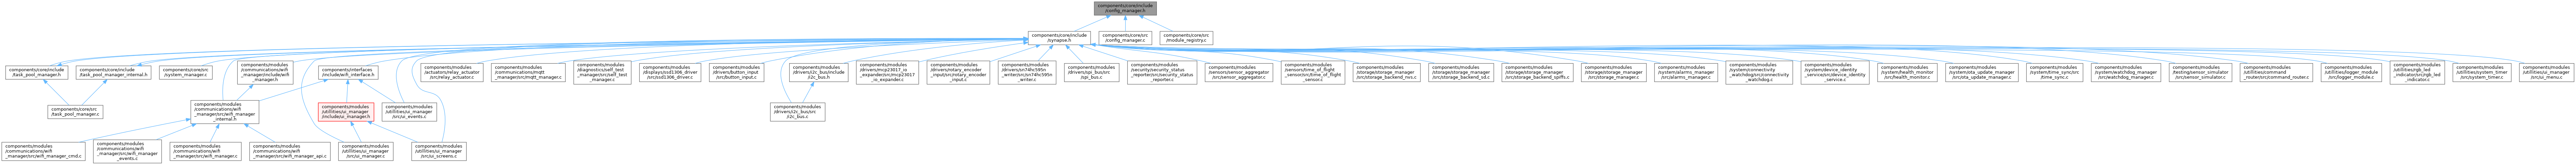 components/core/include
/config_manager.h
components/core/include
/synapse.h
components/core/src
/config_manager.c
components/core/src
/module_registry.c
components/core/include
/task_pool_manager.h
components/core/include
/task_pool_manager_internal.h
components/core/src
/system_manager.c
components/modules
/communications/wifi
_manager/include/wifi
_manager.h
components/interfaces
/include/wifi_interface.h
components/modules
/actuators/relay_actuator
/src/relay_actuator.c
components/modules
/communications/mqtt
_manager/src/mqtt_manager.c
components/modules
/diagnostics/self_test
_manager/src/self_test
_manager.c
components/modules
/display/ssd1306_driver
/src/ssd1306_driver.c
components/modules
/drivers/button_input
/src/button_input.c
components/modules
/drivers/i2c_bus/include
/i2c_bus.h
components/modules
/drivers/mcp23017_io
_expander/src/mcp23017
_io_expander.c
components/modules
/drivers/rotary_encoder
_input/src/rotary_encoder
_input.c
components/modules
/drivers/sn74hc595n
_writer/src/sn74hc595n
_writer.c
components/modules
/drivers/spi_bus/src
/spi_bus.c
components/modules
/security/security_status
_reporter/src/security_status
_reporter.c
components/modules
/sensors/sensor_aggregator
/src/sensor_aggregator.c
components/modules
/sensors/time_of_flight
_sensor/src/time_of_flight
_sensor.c
components/modules
/storage/storage_manager
/src/storage_backend_nvs.c
components/modules
/storage/storage_manager
/src/storage_backend_sd.c
components/modules
/storage/storage_manager
/src/storage_backend_spiffs.c
components/modules
/storage/storage_manager
/src/storage_manager.c
components/modules
/system/alarms_manager
/src/alarms_manager.c
components/modules
/system/connectivity
_watchdog/src/connectivity
_watchdog.c
components/modules
/system/device_identity
_service/src/device_identity
_service.c
components/modules
/system/health_monitor
/src/health_monitor.c
components/modules
/system/ota_update_manager
/src/ota_update_manager.c
components/modules
/system/time_sync/src
/time_sync.c
components/modules
/system/watchdog_manager
/src/watchdog_manager.c
components/modules
/testing/sensor_simulator
/src/sensor_simulator.c
components/modules
/utilities/command
_router/src/command_router.c
components/modules
/utilities/logger_module
/src/logger_module.c
components/modules
/utilities/rgb_led
_indicator/src/rgb_led
_indicator.c
components/modules
/utilities/system_timer
/src/system_timer.c
components/modules
/utilities/ui_manager
/src/ui_menu.c
components/core/src
/task_pool_manager.c
components/modules
/communications/wifi
_manager/src/wifi_manager
_internal.h
components/modules
/utilities/ui_manager
/include/ui_manager.h
components/modules
/utilities/ui_manager
/src/ui_events.c
components/modules
/drivers/i2c_bus/src
/i2c_bus.c
components/modules
/communications/wifi
_manager/src/wifi_manager_cmd.c
components/modules
/communications/wifi
_manager/src/wifi_manager
_events.c
components/modules
/communications/wifi
_manager/src/wifi_manager.c
components/modules
/communications/wifi
_manager/src/wifi_manager_api.c
components/modules
/utilities/ui_manager
/src/ui_manager.c
components/modules
/utilities/ui_manager
/src/ui_screens.c